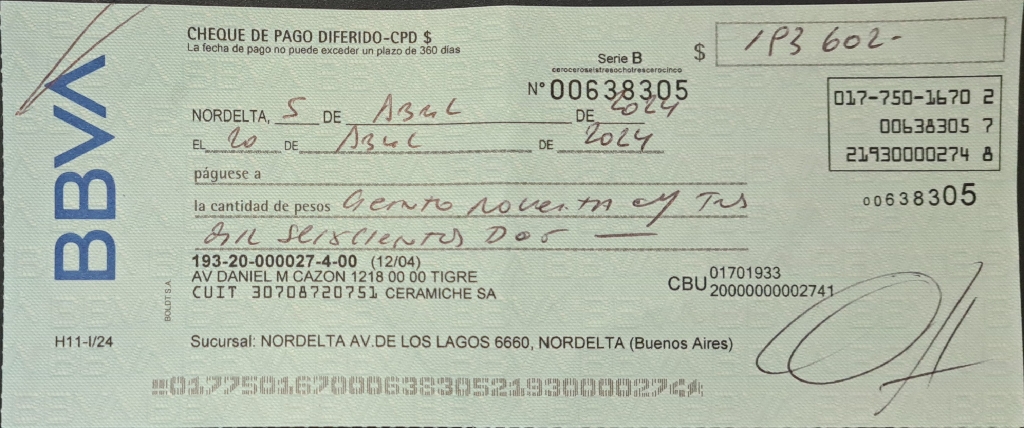 BBVA
CHEQUE DE PAGO DIFERIDO-CPD $
La fecha de pago no puede exceder un plazo de 360 días
Serie B
$ 193 602-
cerocéroseistresochotrescerocinco
N° 00638305
NORDELTA, 5 DE Abril DE 2024
EL 20 DE Abril DE 2024
017-750-1670 2
00638305 7
21930000274 8
páguese a
00638305
la cantidad de pesos Ciento noventa y Tres
Mil Seiscientos Dos —
193-20-000027-4-00 (12/04)
AV DANIEL M CAZON 1218 00 00 TIGRE
CUIT 30708720751 CERAMICHE SA
CBU 01701933
20000000002741
BOLDT S.A.
H11-I/24
Sucursal: NORDELTA AV.DE LOS LAGOS 6660, NORDELTA (Buenos Aires)
01775016700063830521930000274